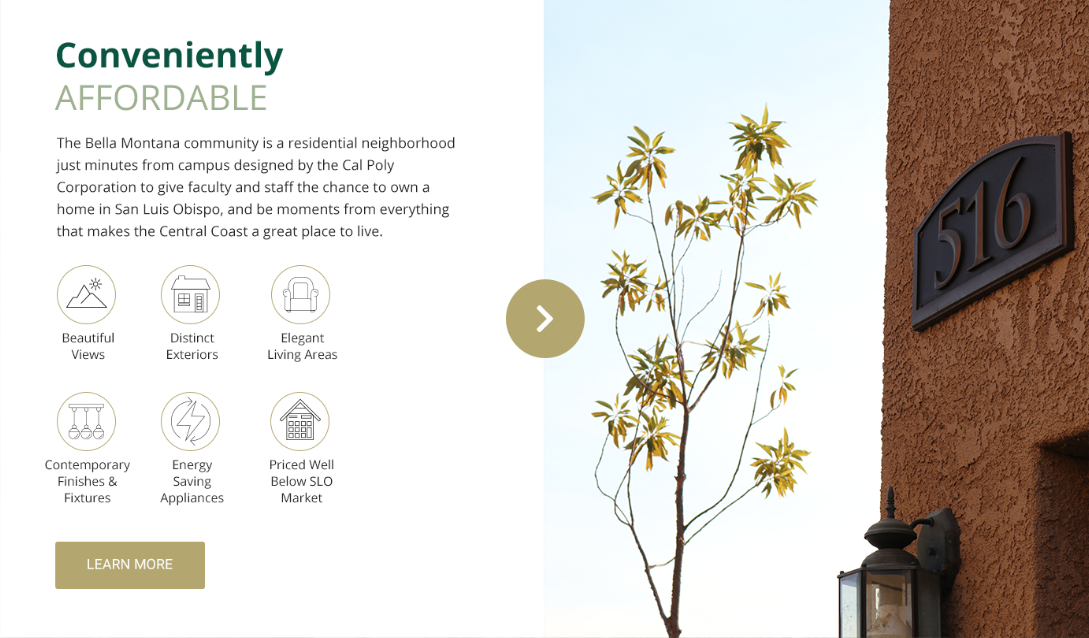 Conveniently
AFFORDABLE
The Bella Montana community is a residential neighborhood
just minutes from campus designed by the Cal Poly
Corporation to give faculty and staff the chance to own a
home in San Luis Obispo, and be moments from everything
that makes the Central Coast a great place to live.
Beautiful
Views
Distinct
Exteriors
Elegant
Living Areas
Contemporary
Finishes &
Fixtures
Energy
Saving
Appliances
Priced Well
Below SLO
Market
LEARN MORE
516